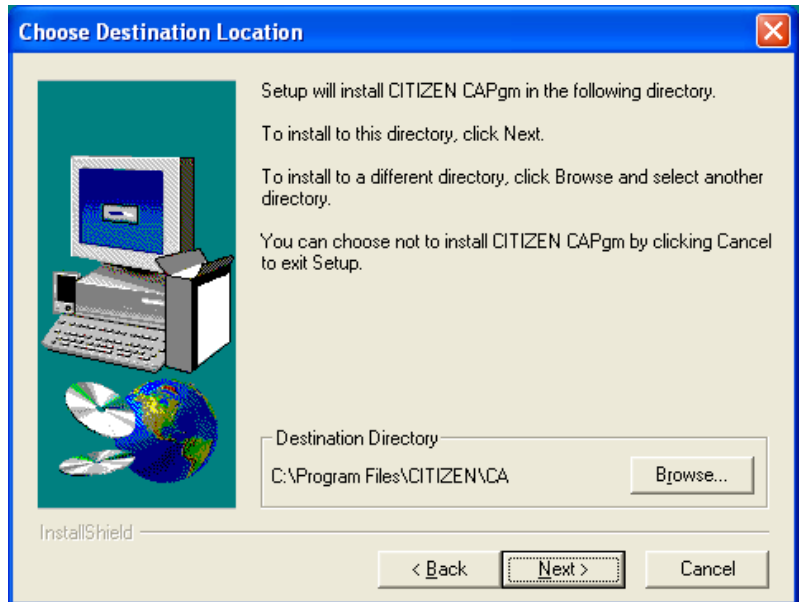 Choose Destination Location
Setup will install CITIZEN CAPgm in the following directory.
To install to this directory, click Next.
To install to a different directory, click Browse and select another
directory.
You can choose not to install CITIZEN CAPgm by clicking Cancel
to exit Setup.
Destination Directory
C:\Program Files\CITIZEN\CA
Browse...
InstallShield
< Back
Next >
Cancel